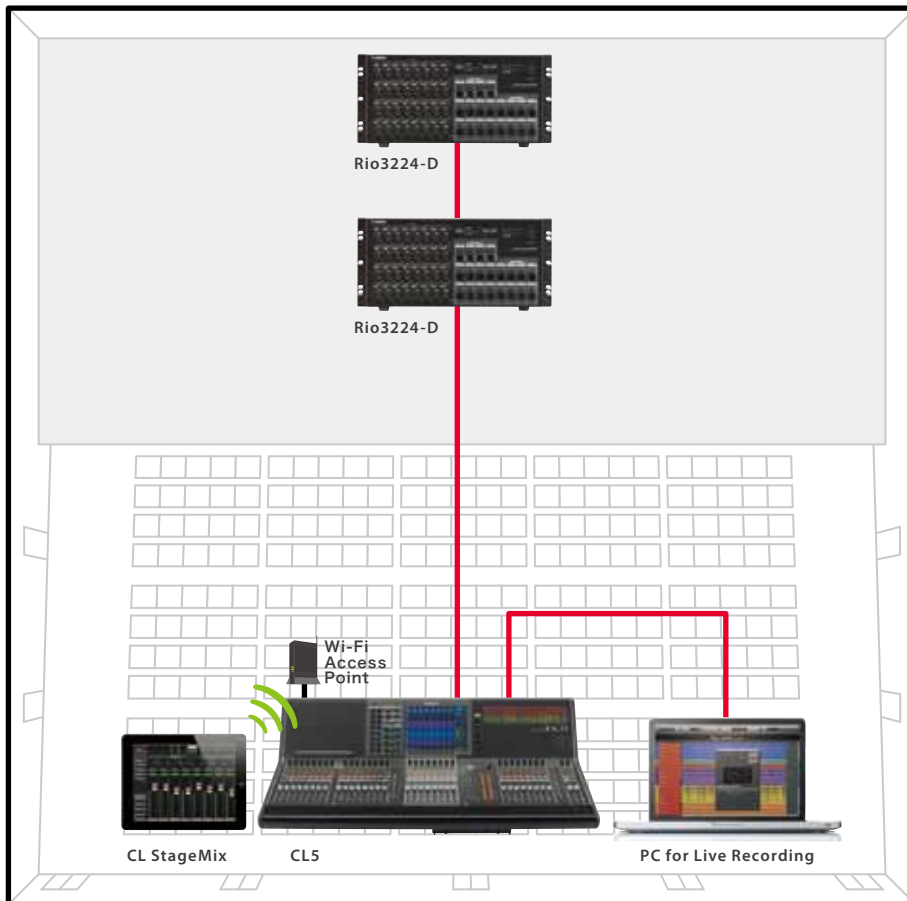 Rio3224-D
Rio3224-D
Wi-Fi
Access
Point
CL StageMix
CL5
PC for Live Recording